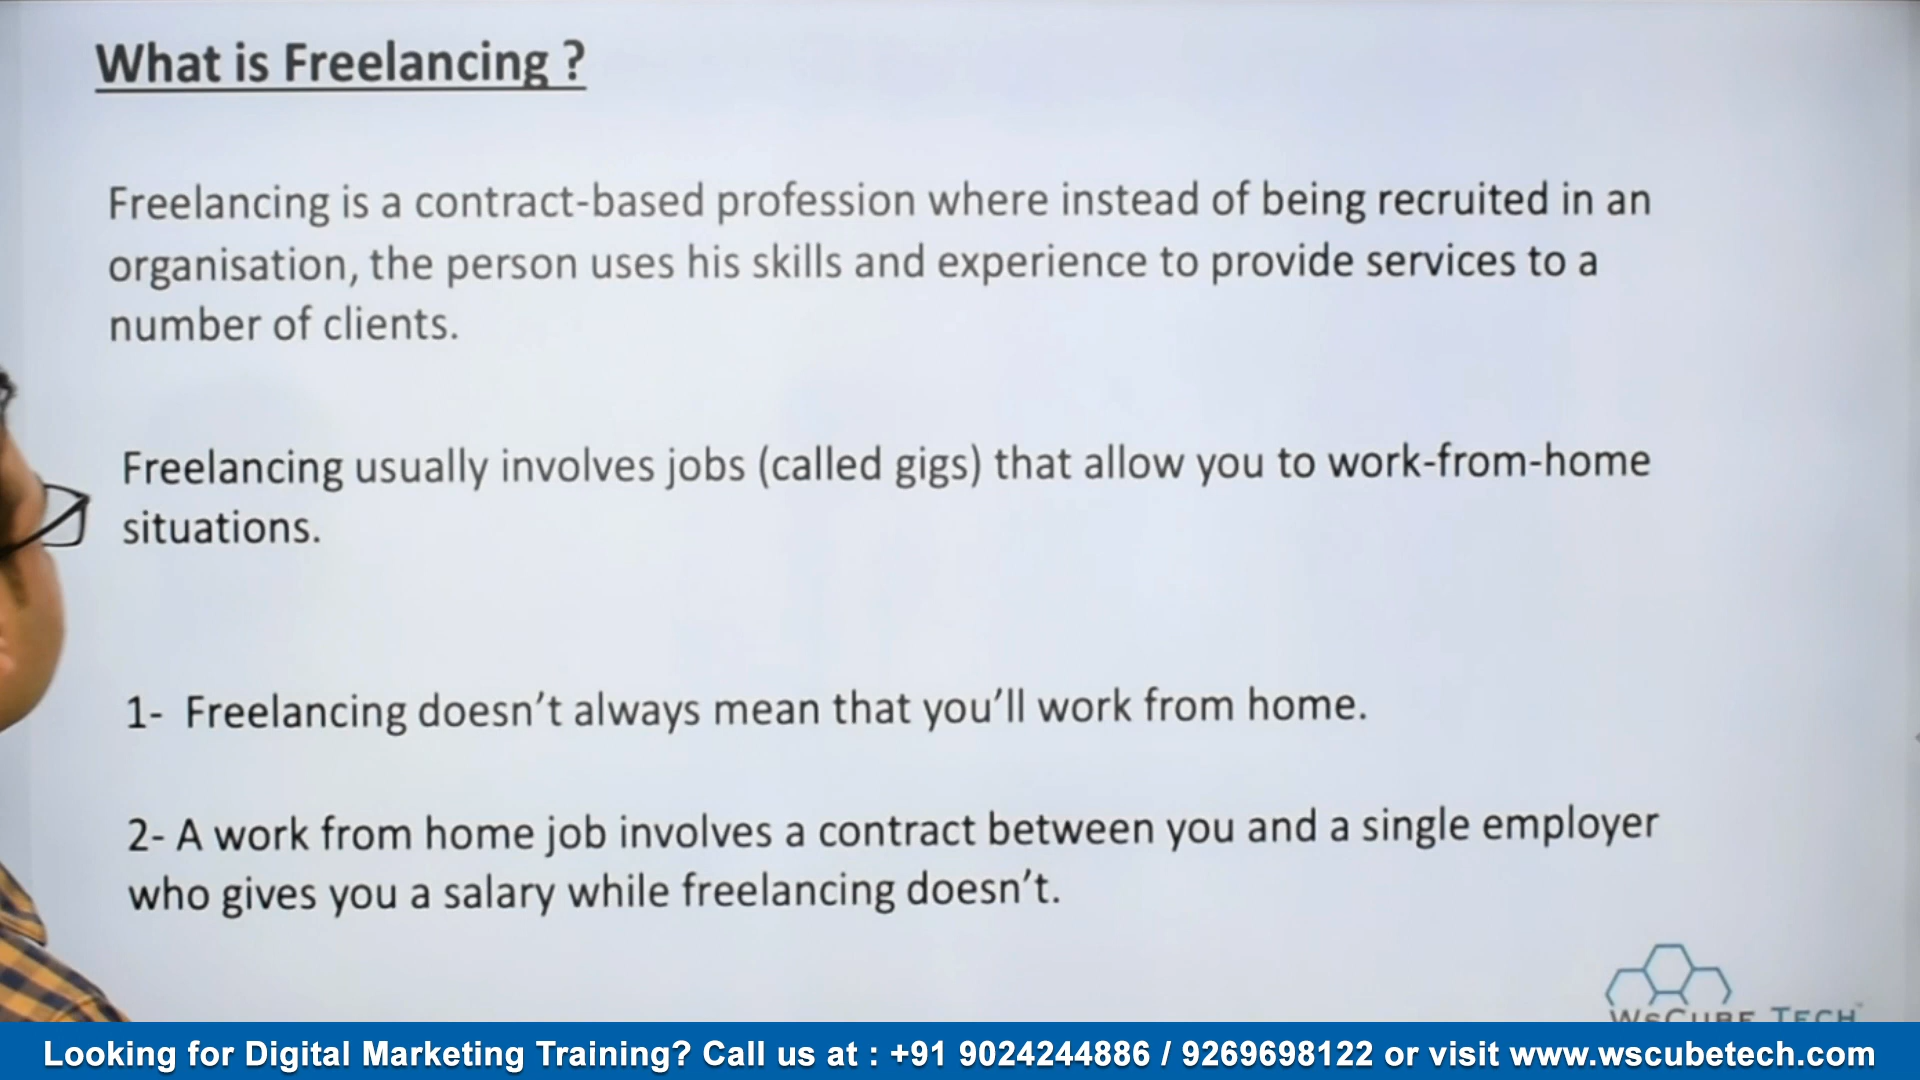 What is Freelancing ?
Freelancing is a contract-based profession where instead of being recruited in an
organisation, the person uses his skills and experience to provide services to a
number of clients.
Freelancing usually involves jobs (called gigs) that allow you to work-from-home
situations.
1- Freelancing doesn’t always mean that you’ll work from home.
2- A work from home job involves a contract between you and a single employer
who gives you a salary while freelancing doesn’t.
WsCube Tech
Looking for Digital Marketing Training? Call us at : +91 9024244886 / 9269698122 or visit www.wscubetech.com